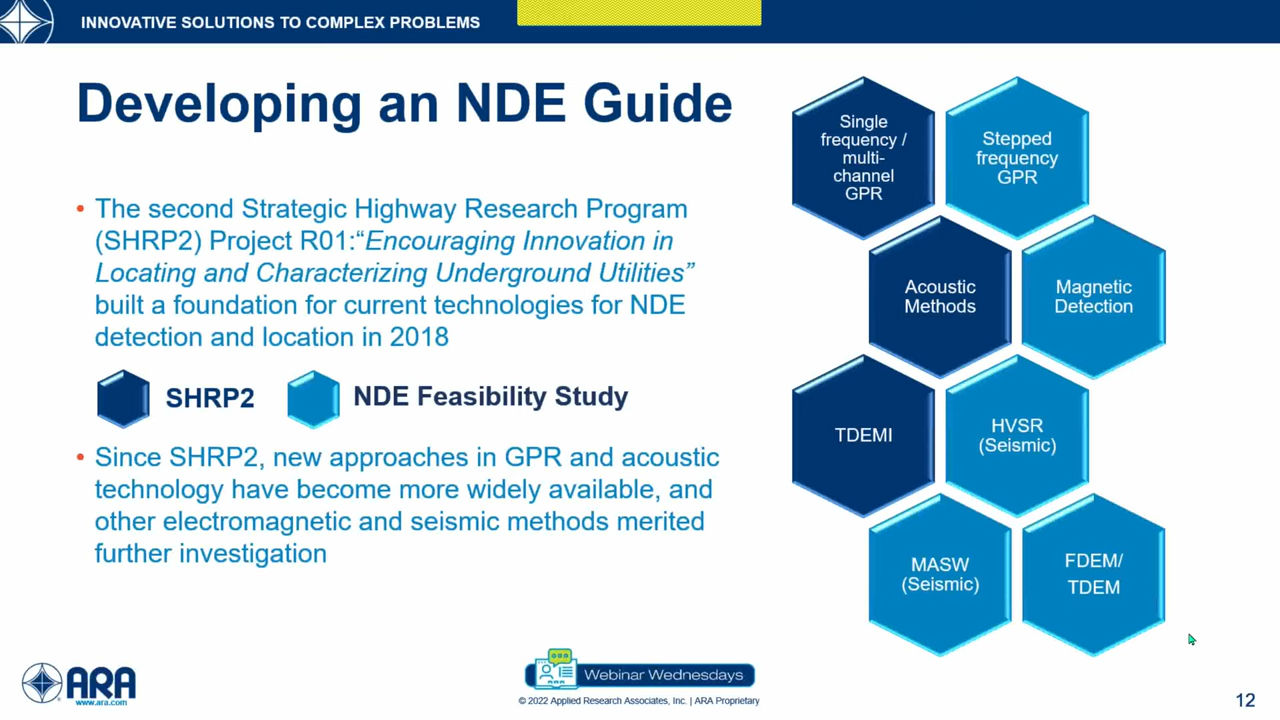 INNOVATIVE SOLUTIONS TO COMPLEX PROBLEMS
Developing an NDE Guide
• The second Strategic Highway Research Program
(SHRP2) Project R01:“Encouraging Innovation in
Locating and Characterizing Underground Utilities”
built a foundation for current technologies for NDE
detection and location in 2018
SHRP2
NDE Feasibility Study
• Since SHRP2, new approaches in GPR and acoustic
technology have become more widely available, and
other electromagnetic and seismic methods merited
further investigation
Single
frequency /
multi-
channel
GPR
Stepped
frequency
GPR
Acoustic
Methods
Magnetic
Detection
TDEMI
HVSR
(Seismic)
MASW
(Seismic)
FDEM/
TDEM
ARA
www.ara.com
Webinar Wednesdays
© 2022 Applied Research Associates, Inc. | ARA Proprietary
12